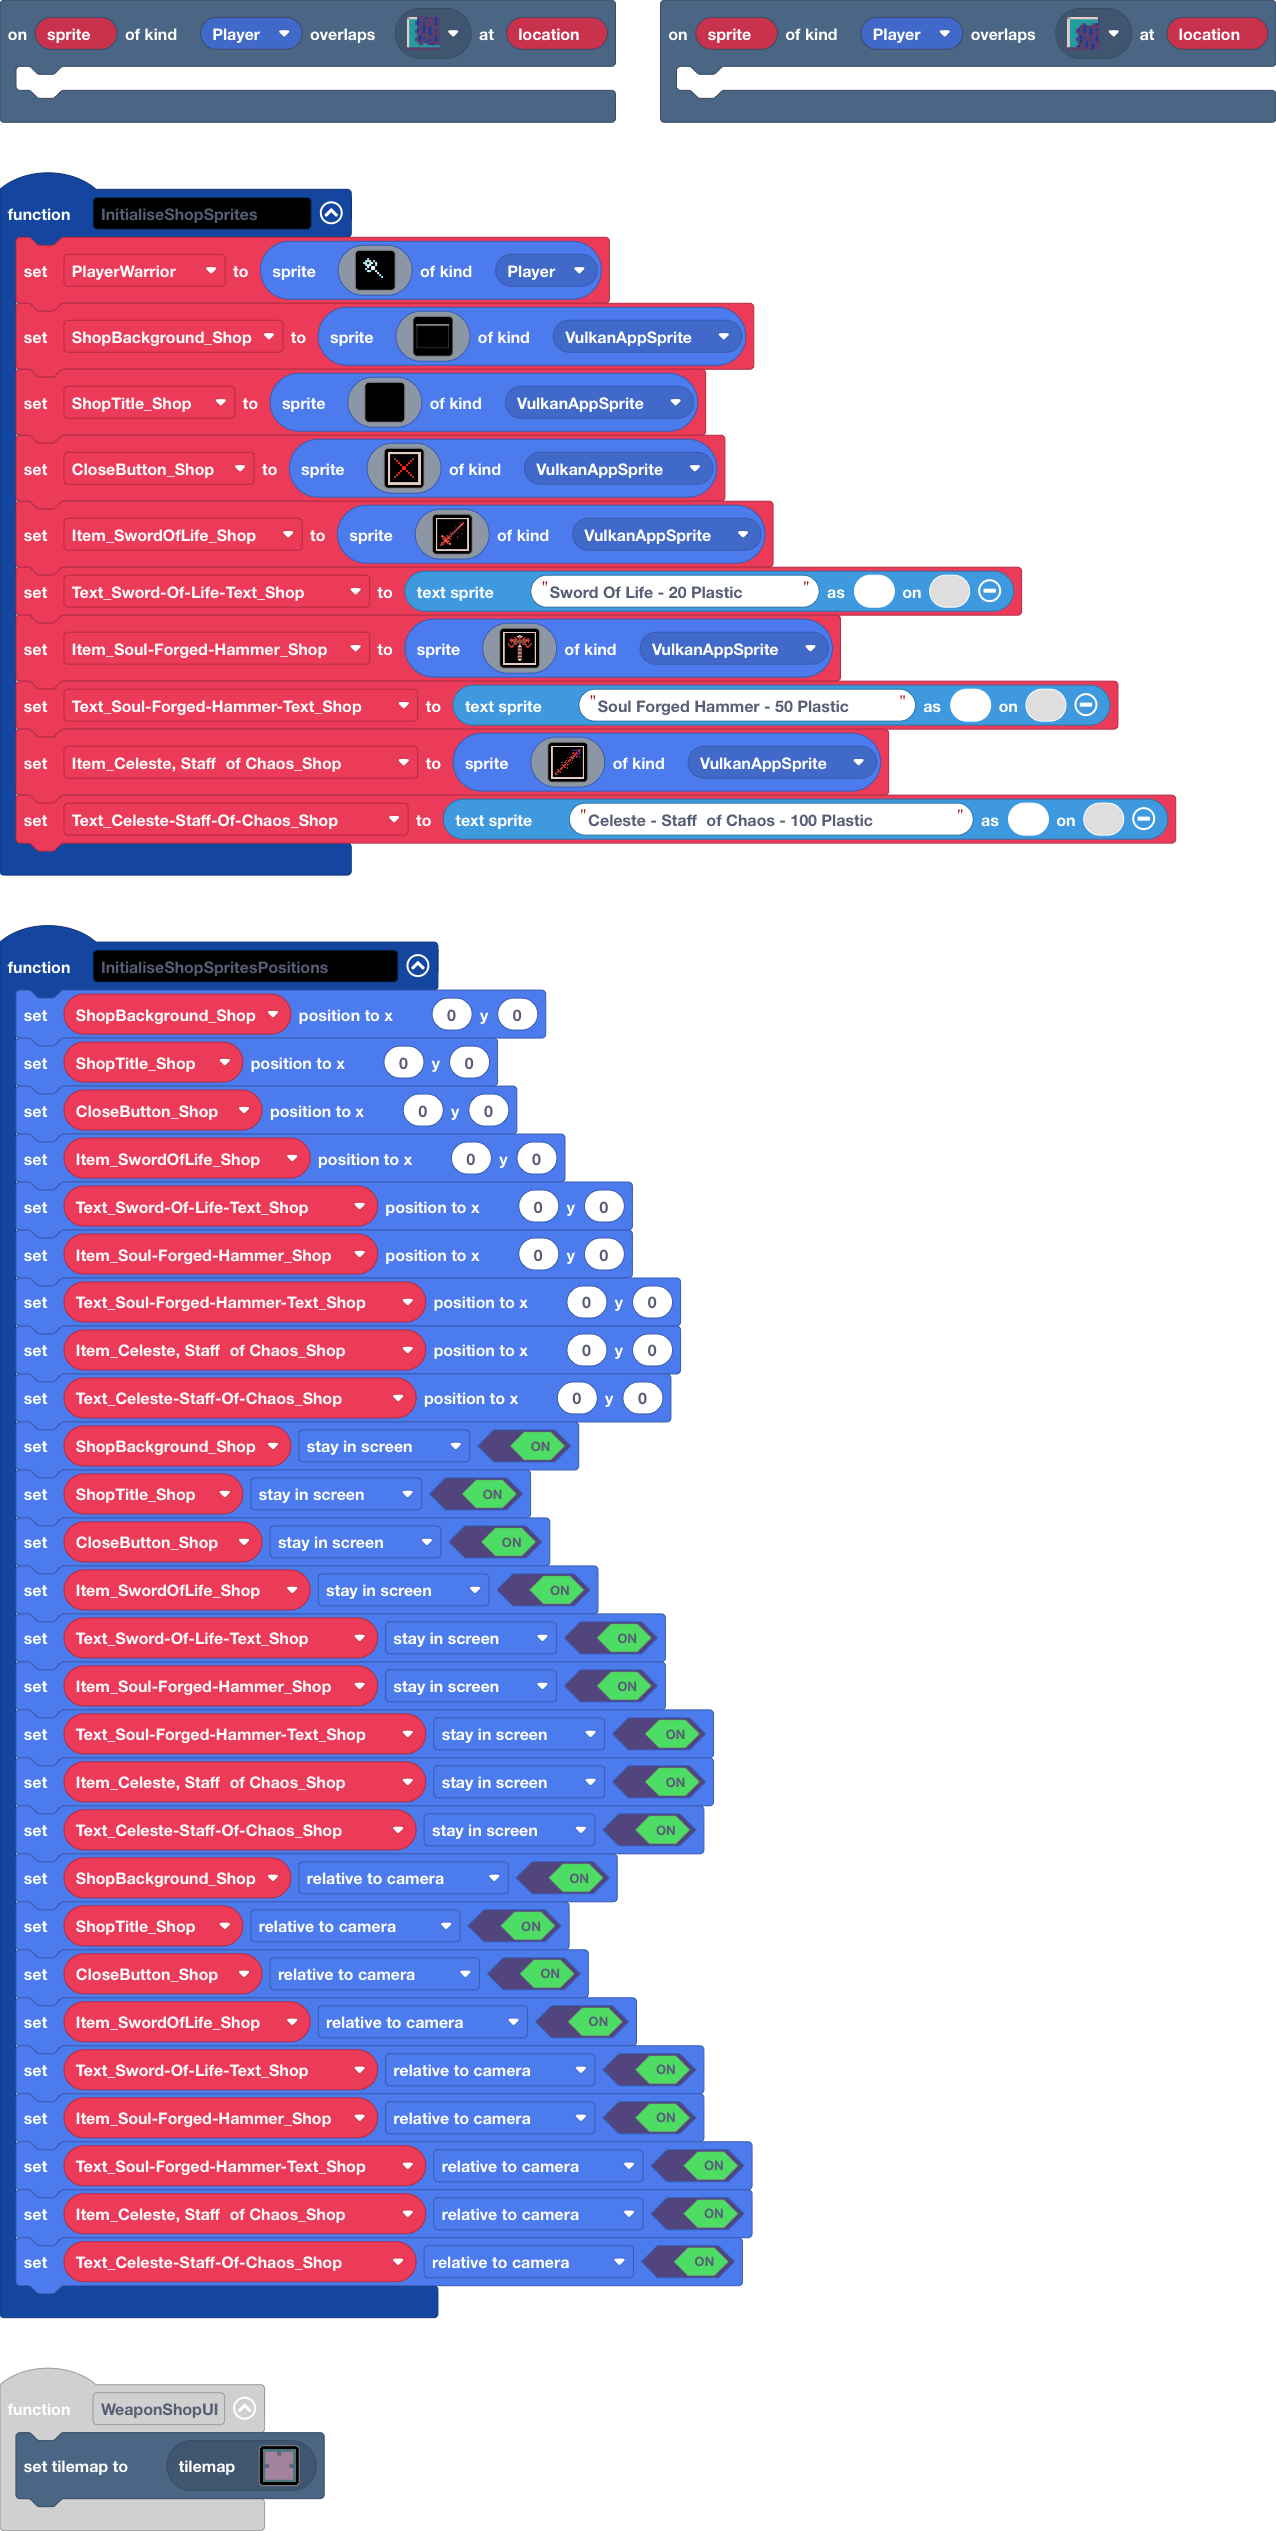 on sprite of kind Player overlaps at location
on sprite of kind Player overlaps at location
function InitialiseShopSprites
set PlayerWarrior to sprite of kind Player
set ShopBackground_Shop to sprite of kind VulkanAppSprite
set ShopTitle_Shop to sprite of kind VulkanAppSprite
set CloseButton_Shop to sprite of kind VulkanAppSprite
set Item_SwordOfLife_Shop to sprite of kind VulkanAppSprite
set Text_Sword-Of-Life-Text_Shop to text sprite "Sword Of Life - 20 Plastic" as on
set Item_Soul-Forged-Hammer_Shop to sprite of kind VulkanAppSprite
set Text_Soul-Forged-Hammer-Text_Shop to text sprite "Soul Forged Hammer - 50 Plastic" as on
set Item_Celeste, Staff of Chaos_Shop to sprite of kind VulkanAppSprite
set Text_Celeste-Staff-Of-Chaos_Shop to text sprite "Celeste - Staff of Chaos - 100 Plastic" as on
function InitialiseShopSpritesPositions
set ShopBackground_Shop position to x 0 y 0
set ShopTitle_Shop position to x 0 y 0
set CloseButton_Shop position to x 0 y 0
set Item_SwordOfLife_Shop position to x 0 y 0
set Text_Sword-Of-Life-Text_Shop position to x 0 y 0
set Item_Soul-Forged-Hammer_Shop position to x 0 y 0
set Text_Soul-Forged-Hammer-Text_Shop position to x 0 y 0
set Item_Celeste, Staff of Chaos_Shop position to x 0 y 0
set Text_Celeste-Staff-Of-Chaos_Shop position to x 0 y 0
set ShopBackground_Shop stay in screen ON
set ShopTitle_Shop stay in screen ON
set CloseButton_Shop stay in screen ON
set Item_SwordOfLife_Shop stay in screen ON
set Text_Sword-Of-Life-Text_Shop stay in screen ON
set Item_Soul-Forged-Hammer_Shop stay in screen ON
set Text_Soul-Forged-Hammer-Text_Shop stay in screen ON
set Item_Celeste, Staff of Chaos_Shop stay in screen ON
set Text_Celeste-Staff-Of-Chaos_Shop stay in screen ON
set ShopBackground_Shop relative to camera ON
set ShopTitle_Shop relative to camera ON
set CloseButton_Shop relative to camera ON
set Item_SwordOfLife_Shop relative to camera ON
set Text_Sword-Of-Life-Text_Shop relative to camera ON
set Item_Soul-Forged-Hammer_Shop relative to camera ON
set Text_Soul-Forged-Hammer-Text_Shop relative to camera ON
set Item_Celeste, Staff of Chaos_Shop relative to camera ON
set Text_Celeste-Staff-Of-Chaos_Shop relative to camera ON
function WeaponShopUI
set tilemap to tilemap